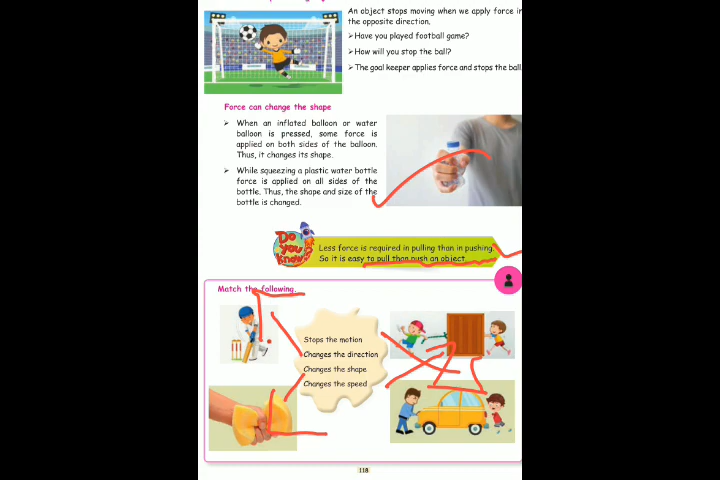 An object stops moving when we apply force in
the opposite direction.
➢Have you played football game?
➢How will you stop the ball?
➢The goal keeper applies force and stops the ball
Force can change the shape
➢ When an inflated balloon or water
balloon is pressed, some force is
applied on both sides of the balloon.
Thus, it changes its shape.
➢ While squeezing a plastic water bottle
force is applied on all sides of the
bottle. Thus, the shape and size of the
bottle is changed.
Do
you
know?
Less force is required in pulling than in pushing.
So it is easy to pull than push an object.
Match the following.
Stops the motion
Changes the direction
Changes the shape
Changes the speed
118